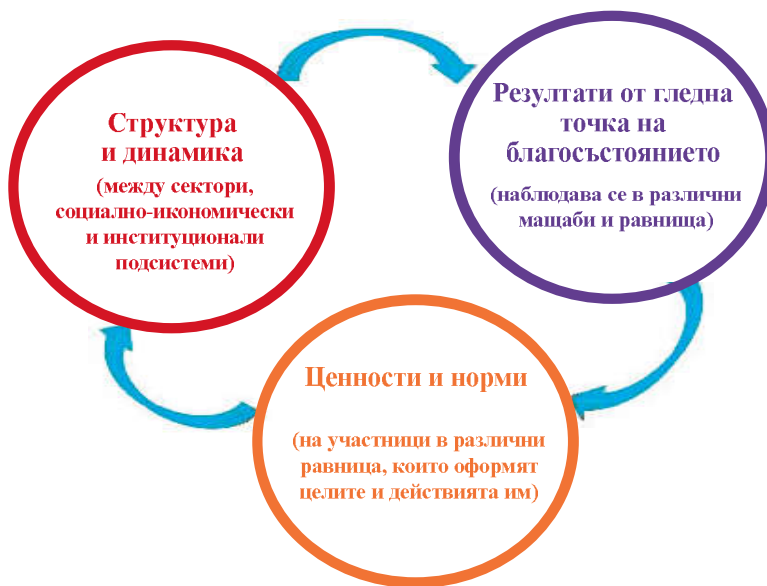 Структура
и динамика
(между сектори,
социално-икономически
и институционали
подсистеми)
Резултати от гледна
точка на
благосъстоянието
(наблюдава се в различни
мащаби и равнища)
Ценности и норми
(на участници в различни
равница, които оформят
целите и действията им)